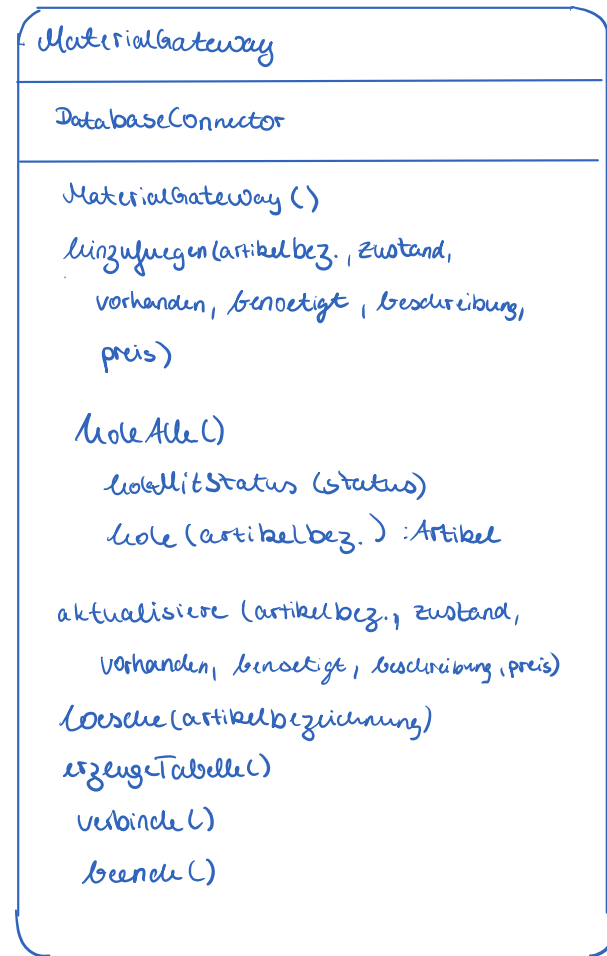 MaterialGateway
DatabaseConnector
MaterialGateway()
hinzufuegen(artikelbez., zustand,
vorhanden, benoetigt, beschreibung,
preis)
holeAlle()
holeMitStatus (status)
hole (artikelbez.) :Artikel
aktualisiere (artikelbez., zustand,
vorhanden, benoetigt, beschreibung, preis)
loesche(artikelbezeichnung)
erzeugeTabelle()
verbinde()
beende()